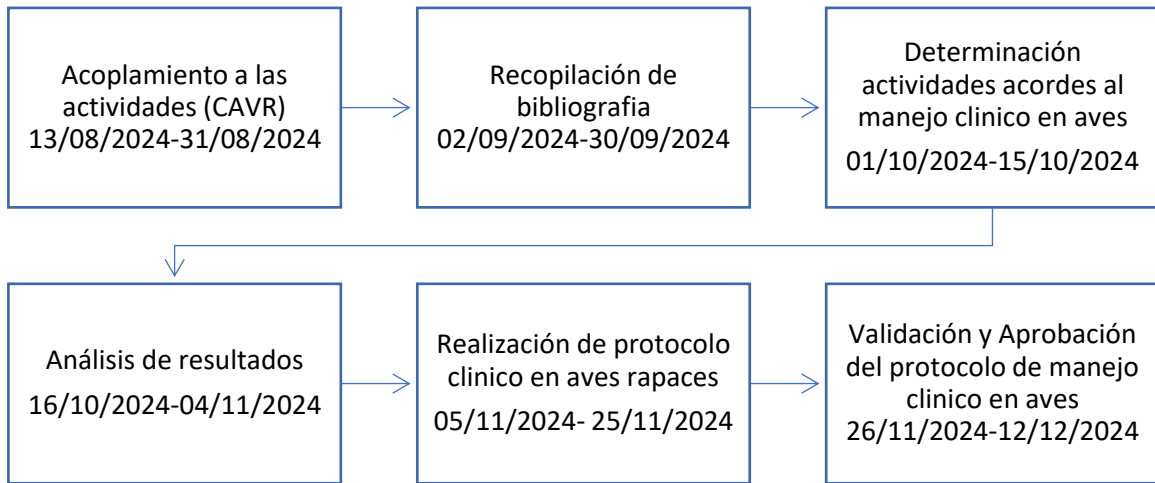 Acoplamiento a las
actividades (CAVR)
13/08/2024-31/08/2024
Recopilación de
bibliografia
02/09/2024-30/09/2024
Determinación
actividades acordes al
manejo clinico en aves
01/10/2024-15/10/2024
Análisis de resultados
16/10/2024-04/11/2024
Realización de protocolo
clinico en aves rapaces
05/11/2024- 25/11/2024
Validación y Aprobación
del protocolo de manejo
clinico en aves
26/11/2024-12/12/2024